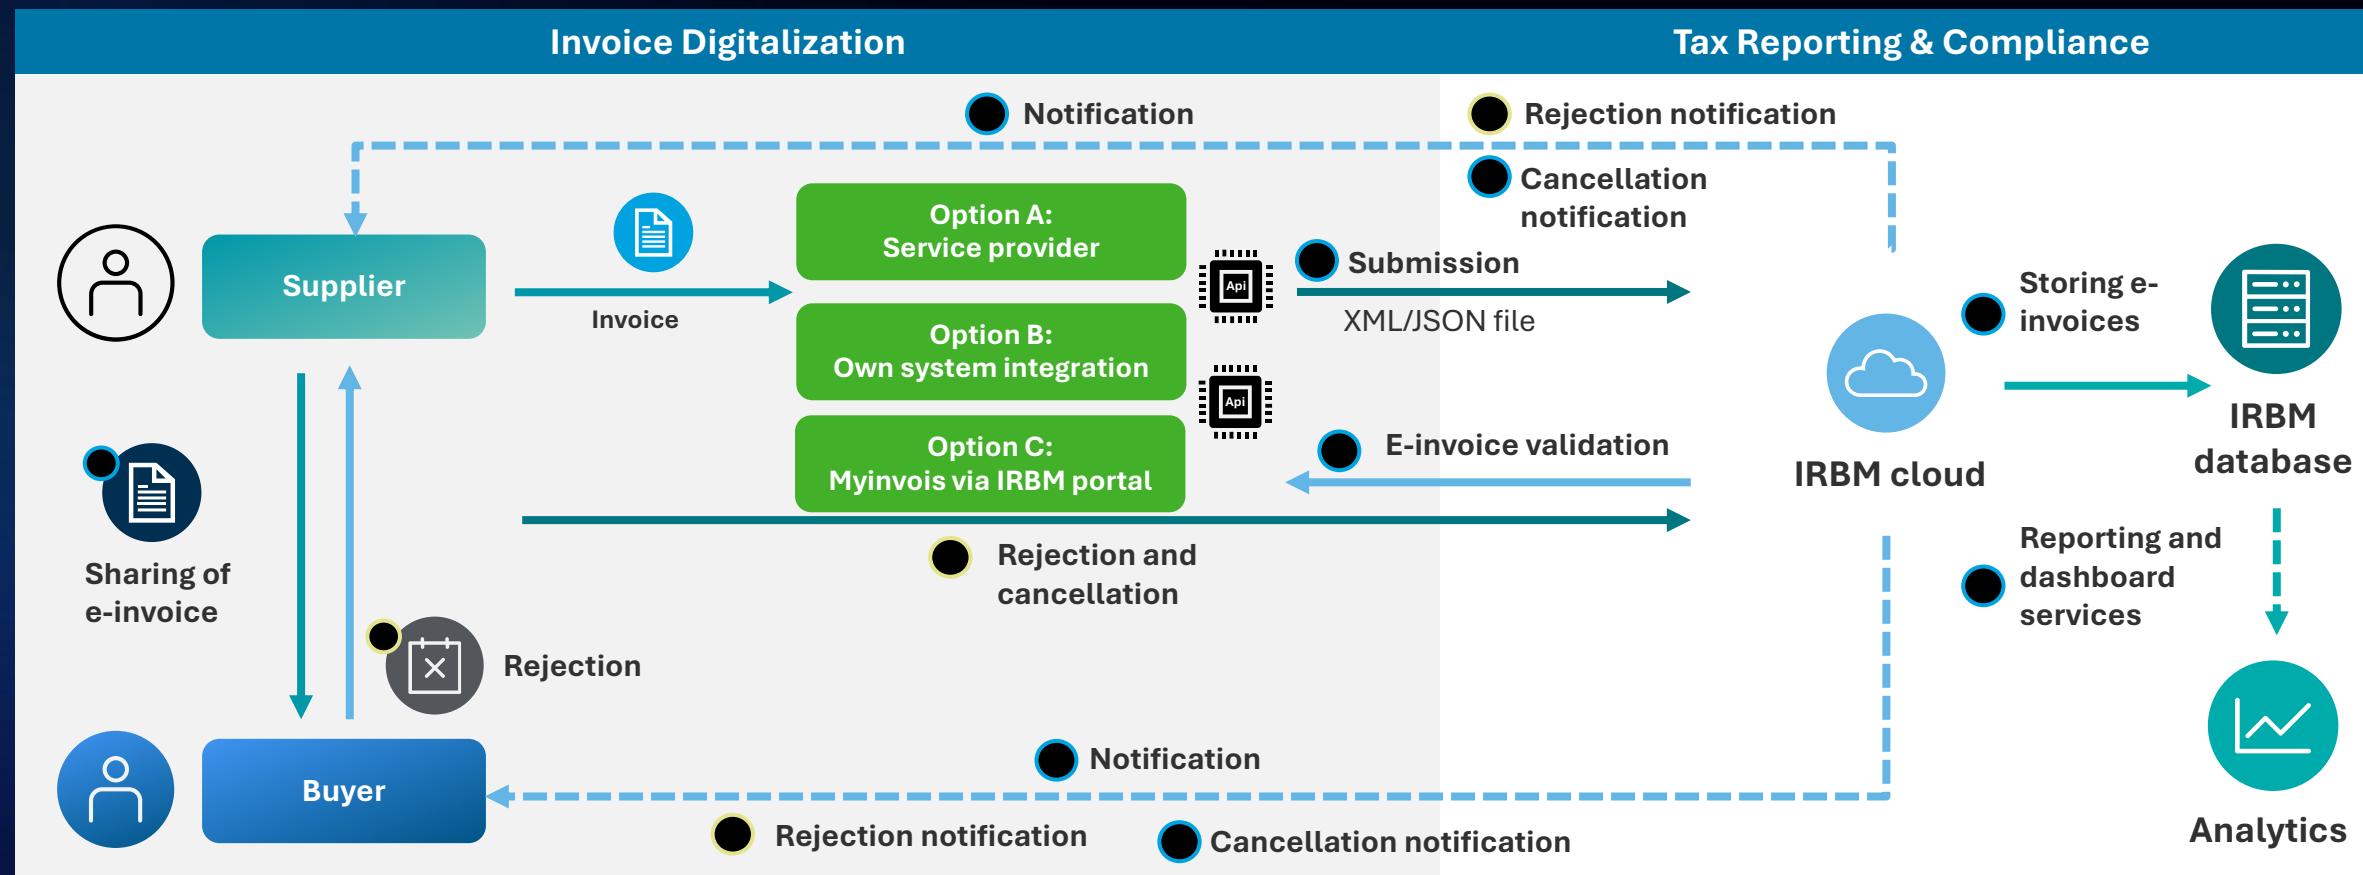 Invoice Digitalization
Tax Reporting & Compliance
Notification
Rejection notification
Cancellation
notification
Option A:
Service provider
Supplier
Invoice
Api
Submission
XML/JSON file
Storing e-
invoices
Option B:
Own system integration
Api
IRBM
database
Option C:
Myinvois via IRBM portal
E-invoice validation
IRBM cloud
Rejection and
cancellation
Reporting and
dashboard
services
Sharing of
e-invoice
Rejection
Notification
Buyer
Rejection notification
Cancellation notification
Analytics